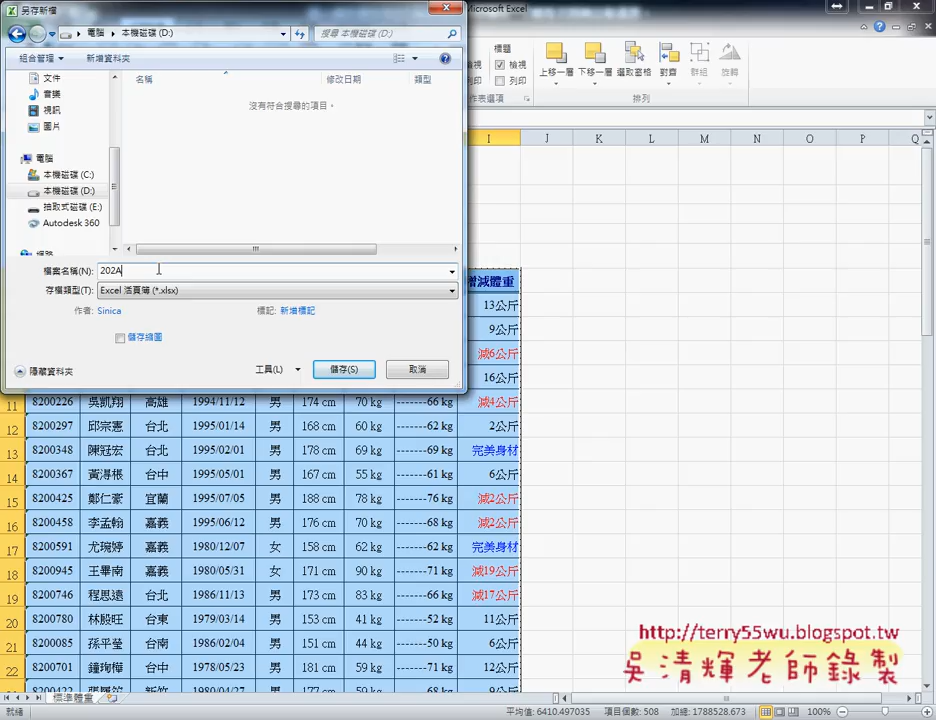 另存新檔
Microsoft Excel
電腦 本機磁碟 (D:)
搜尋 本機磁碟 (D:)
組合管理 新增資料夾
文件
音樂
視訊
圖片
電腦
本機磁碟 (C:)
本機磁碟 (D:)
抽取式磁碟 (E:)
Autodesk 360
名稱 修改日期 類型
沒有符合搜尋的項目。
檔案名稱(N): 202A
存檔類型(T): Excel 活頁簿 (*.xlsx)
作者: Sinica 標記: 新增標記
儲存縮圖
隱藏資料夾 工具(L) 儲存(S) 取消
標題
檢視
列印
上移一層 下移一層 選取窗格 對齊 群組 旋轉
排列
I J K L M N O P Q
增減體重
13公斤
9公斤
減6公斤
16公斤
11 8200226 吳凱翔 高雄 1994/11/12 男 174 cm 70 kg -------66 kg 減4公斤
12 8200297 邱宗憲 台北 1995/01/14 男 168 cm 60 kg -------62 kg 2公斤
13 8200348 陳冠宏 台北 1995/02/01 男 178 cm 69 kg -------69 kg 完美身材
14 8200367 黃潯根 台中 1995/05/01 男 167 cm 55 kg -------61 kg 6公斤
15 8200425 鄭仁豪 宜蘭 1995/07/05 男 188 cm 78 kg -------76 kg 減2公斤
16 8200458 李孟翰 嘉義 1995/06/12 男 176 cm 70 kg -------68 kg 減2公斤
17 8200591 尤琬婷 嘉義 1980/12/07 女 158 cm 62 kg -------62 kg 完美身材
18 8200945 王畢南 嘉義 1980/05/31 女 171 cm 90 kg -------71 kg 減19公斤
19 8200746 程思遠 台北 1986/11/13 男 173 cm 83 kg -------66 kg 減17公斤
20 8200780 林殷旺 台東 1979/03/14 男 153 cm 41 kg -------52 kg 11公斤
21 8200085 孫平瑩 台南 1986/02/04 男 151 cm 44 kg -------50 kg 6公斤
22 8200701 鐘珣樺 台中 1978/05/23 男 181 cm 59 kg -------71 kg 12公斤
標準體重
就緒 平均值: 6410.497035 項目個數: 508 加總: 1788528.673 100%
http://terry55wu.blogspot.tw
吳清輝老師錄製